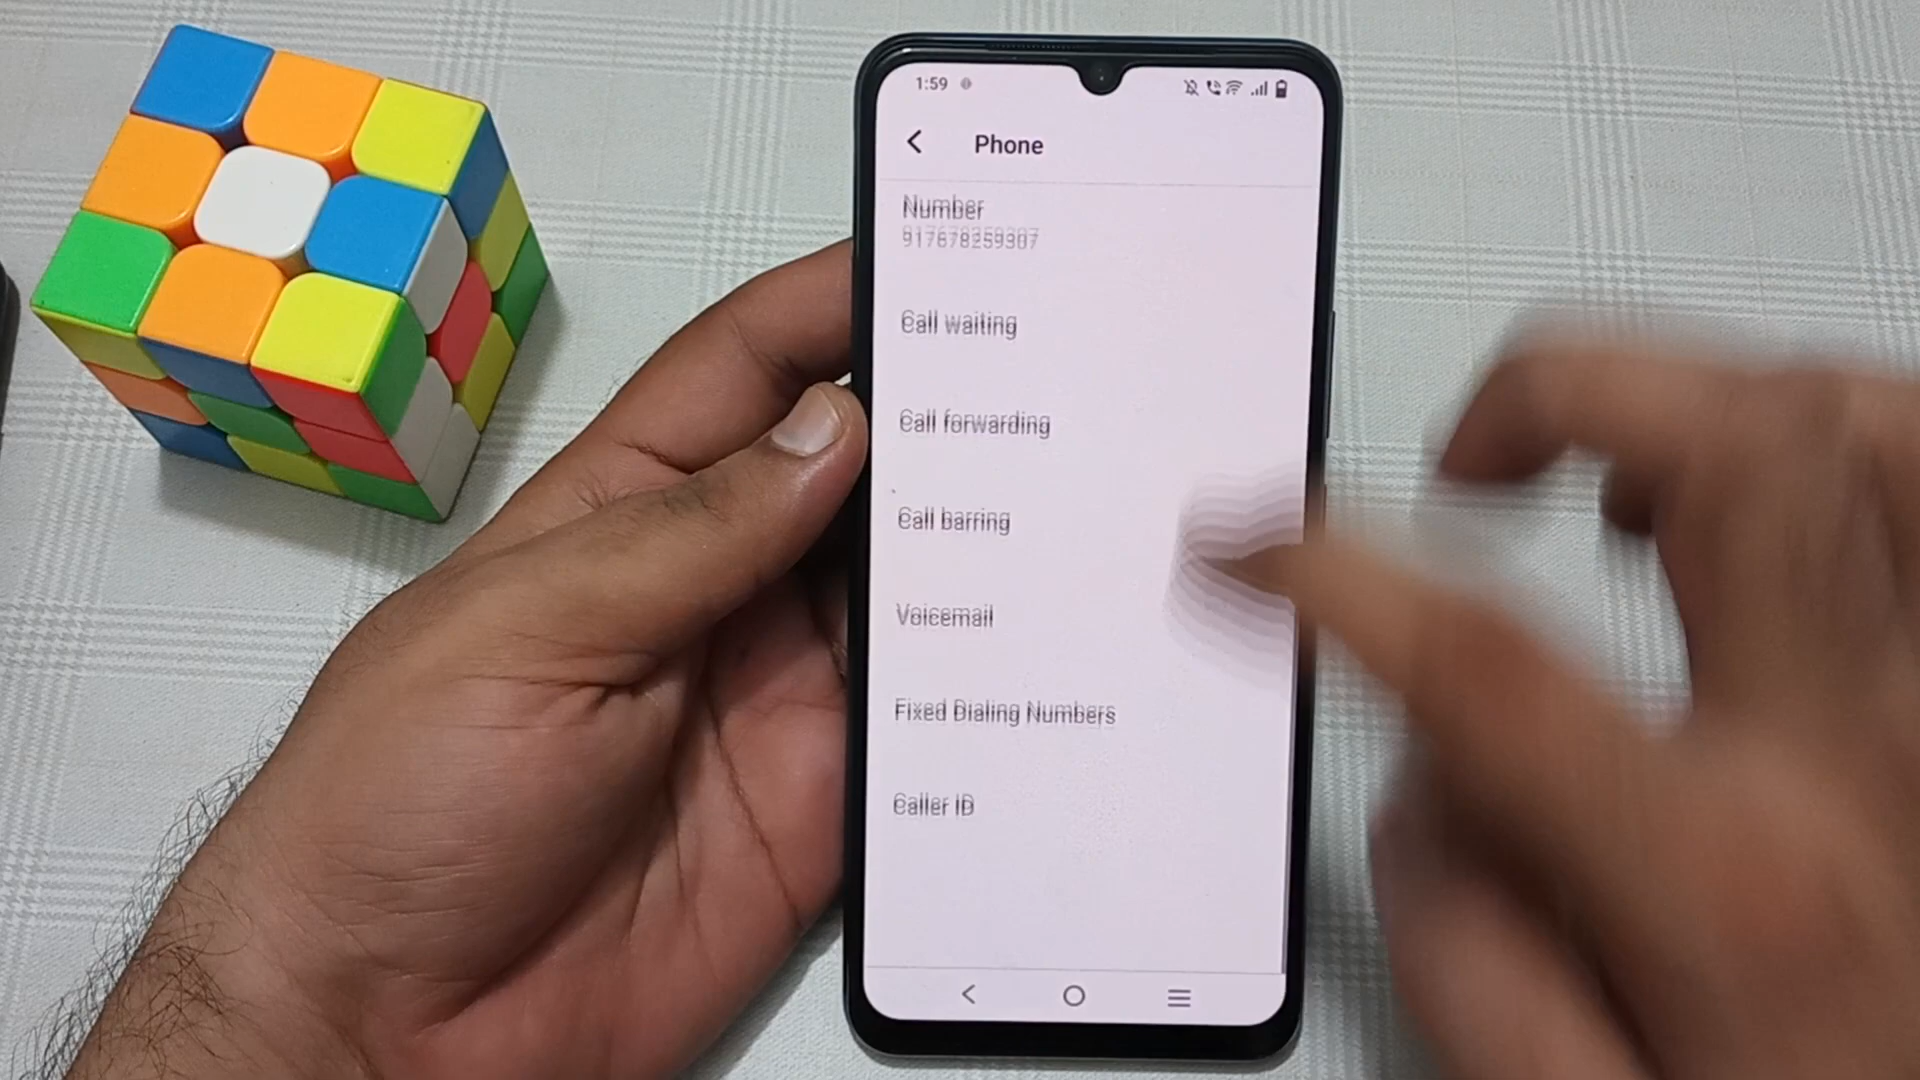 1:59
Phone
Number
917678259307
Call waiting
Call forwarding
Call barring
Voicemail
Fixed Dialing Numbers
Caller ID